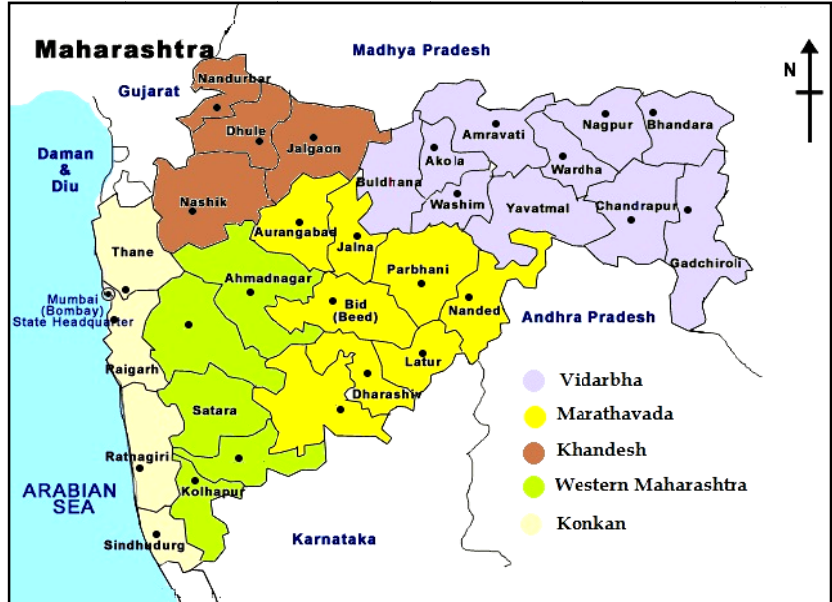 Maharashtra
Madhya Pradesh
N
Nandurbar
Gujarat
Dhule
Jalgaon
Amravati
Nagpur
Bhandara
Daman
&
Diu
Akola
Wardha
Buldhana
Washim
Yavatmal
Chandrapur
Nashik
Aurangabad
Jalna
Thane
Parbhani
Gadchiroli
Ahmadnagar
Mumbai
(Bombay)
State Headquarter
Bid
(Beed)
Nanded
Andhra Pradesh
Raigarh
Latur
Dharashiv
Vidarbha
Satara
Marathavada
Ratnagiri
Khandesh
ARABIAN
SEA
Kolhapur
Western Maharashtra
Sindhudurg
Karnataka
Konkan